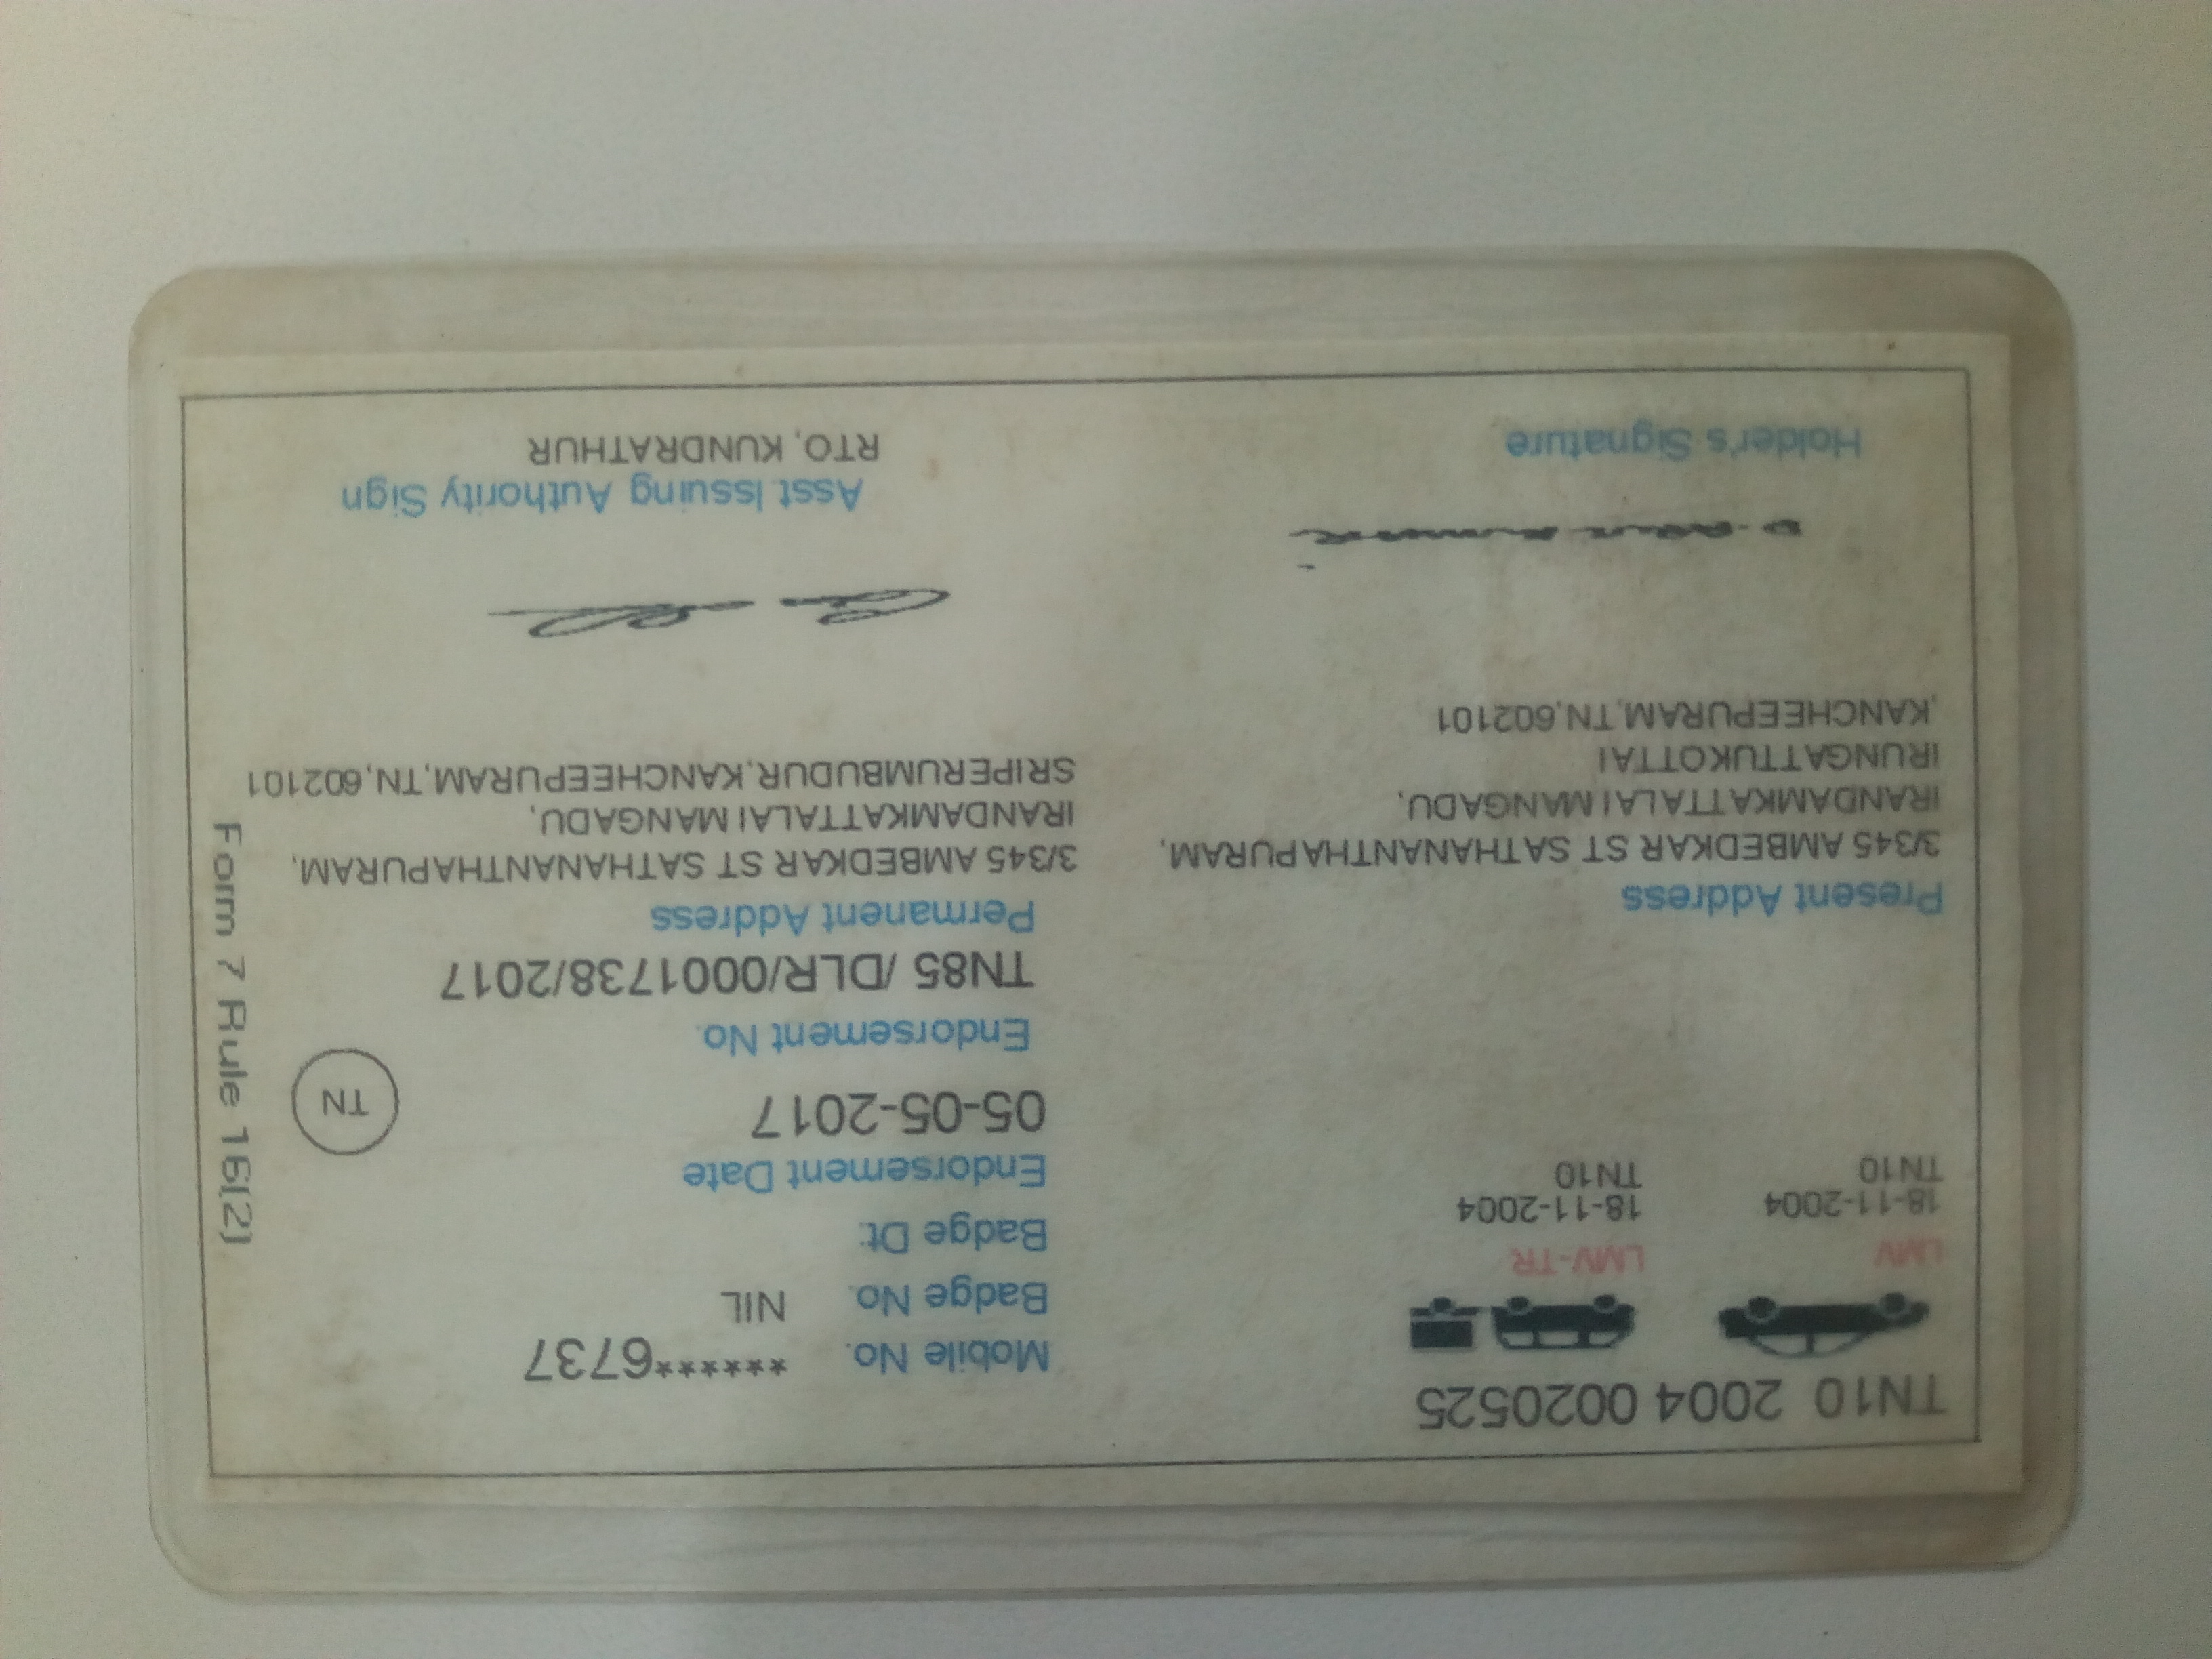 TN10 2004 0020525
LMV
18-11-2004
TN10
LMV-TR
18-11-2004
TN10
Present Address
3/345 AMBEDKAR ST SATHANANTHAPURAM,
IRANDAMKATTALAI MANGADU,
IRUNGATTUKOTTAI
,KANCHEEPURAM,TN,602101
Holder's Signature
Mobile No. ******6737
Badge No. NIL
Badge Dt:
Endorsement Date
05-05-2017
Endorsement No.
TN85 /DLR/0001738/2017
Permanent Address
3/345 AMBEDKAR ST SATHANANTHAPURAM,
IRANDAMKATTALAI MANGADU,
SRIPERUMBUDUR,KANCHEEPURAM,TN,602101
Asst Issuing Authority Sign
RTO, KUNDRATHUR
TN
Form 7 Rule 16(2)